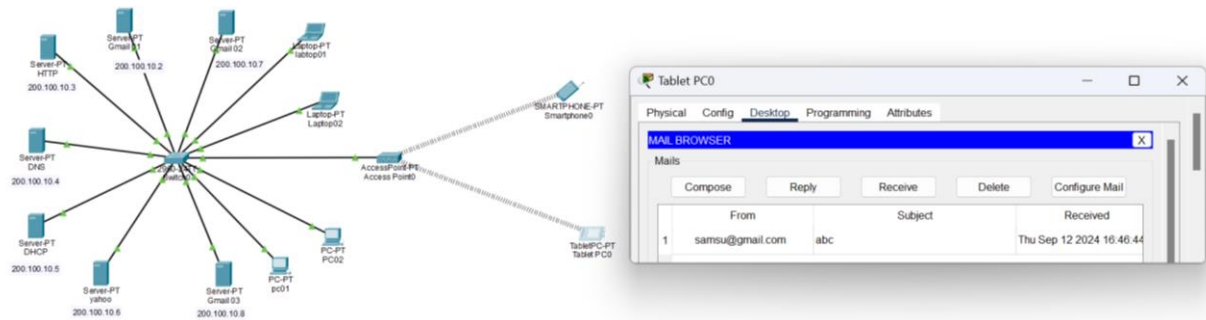 Server-PT
Gmail 01
200.100.10.2
Server-PT
Gmail 02
200.100.10.7
Laptop-PT
labtop01
Server-PT
HTTP
200.100.10.3
Laptop-PT
Laptop02
SMARTPHONE-PT
Smartphone0
Server-PT
DNS
200.100.10.4
AccessPoint-PT
Access Point0
Server-PT
DHCP
200.100.10.5
PC-PT
PC02
TabletPC-PT
Tablet PC0
Server-PT
yahoo
200.100.10.6
Server-PT
Gmail 03
200.100.10.8
PC-PT
pc01
Tablet PC0
Physical Config Desktop Programming Attributes
MAIL BROWSER X
Mails
Compose Reply Receive Delete Configure Mail
From Subject Received
1 samsu@gmail.com abc Thu Sep 12 2024 16:46:44